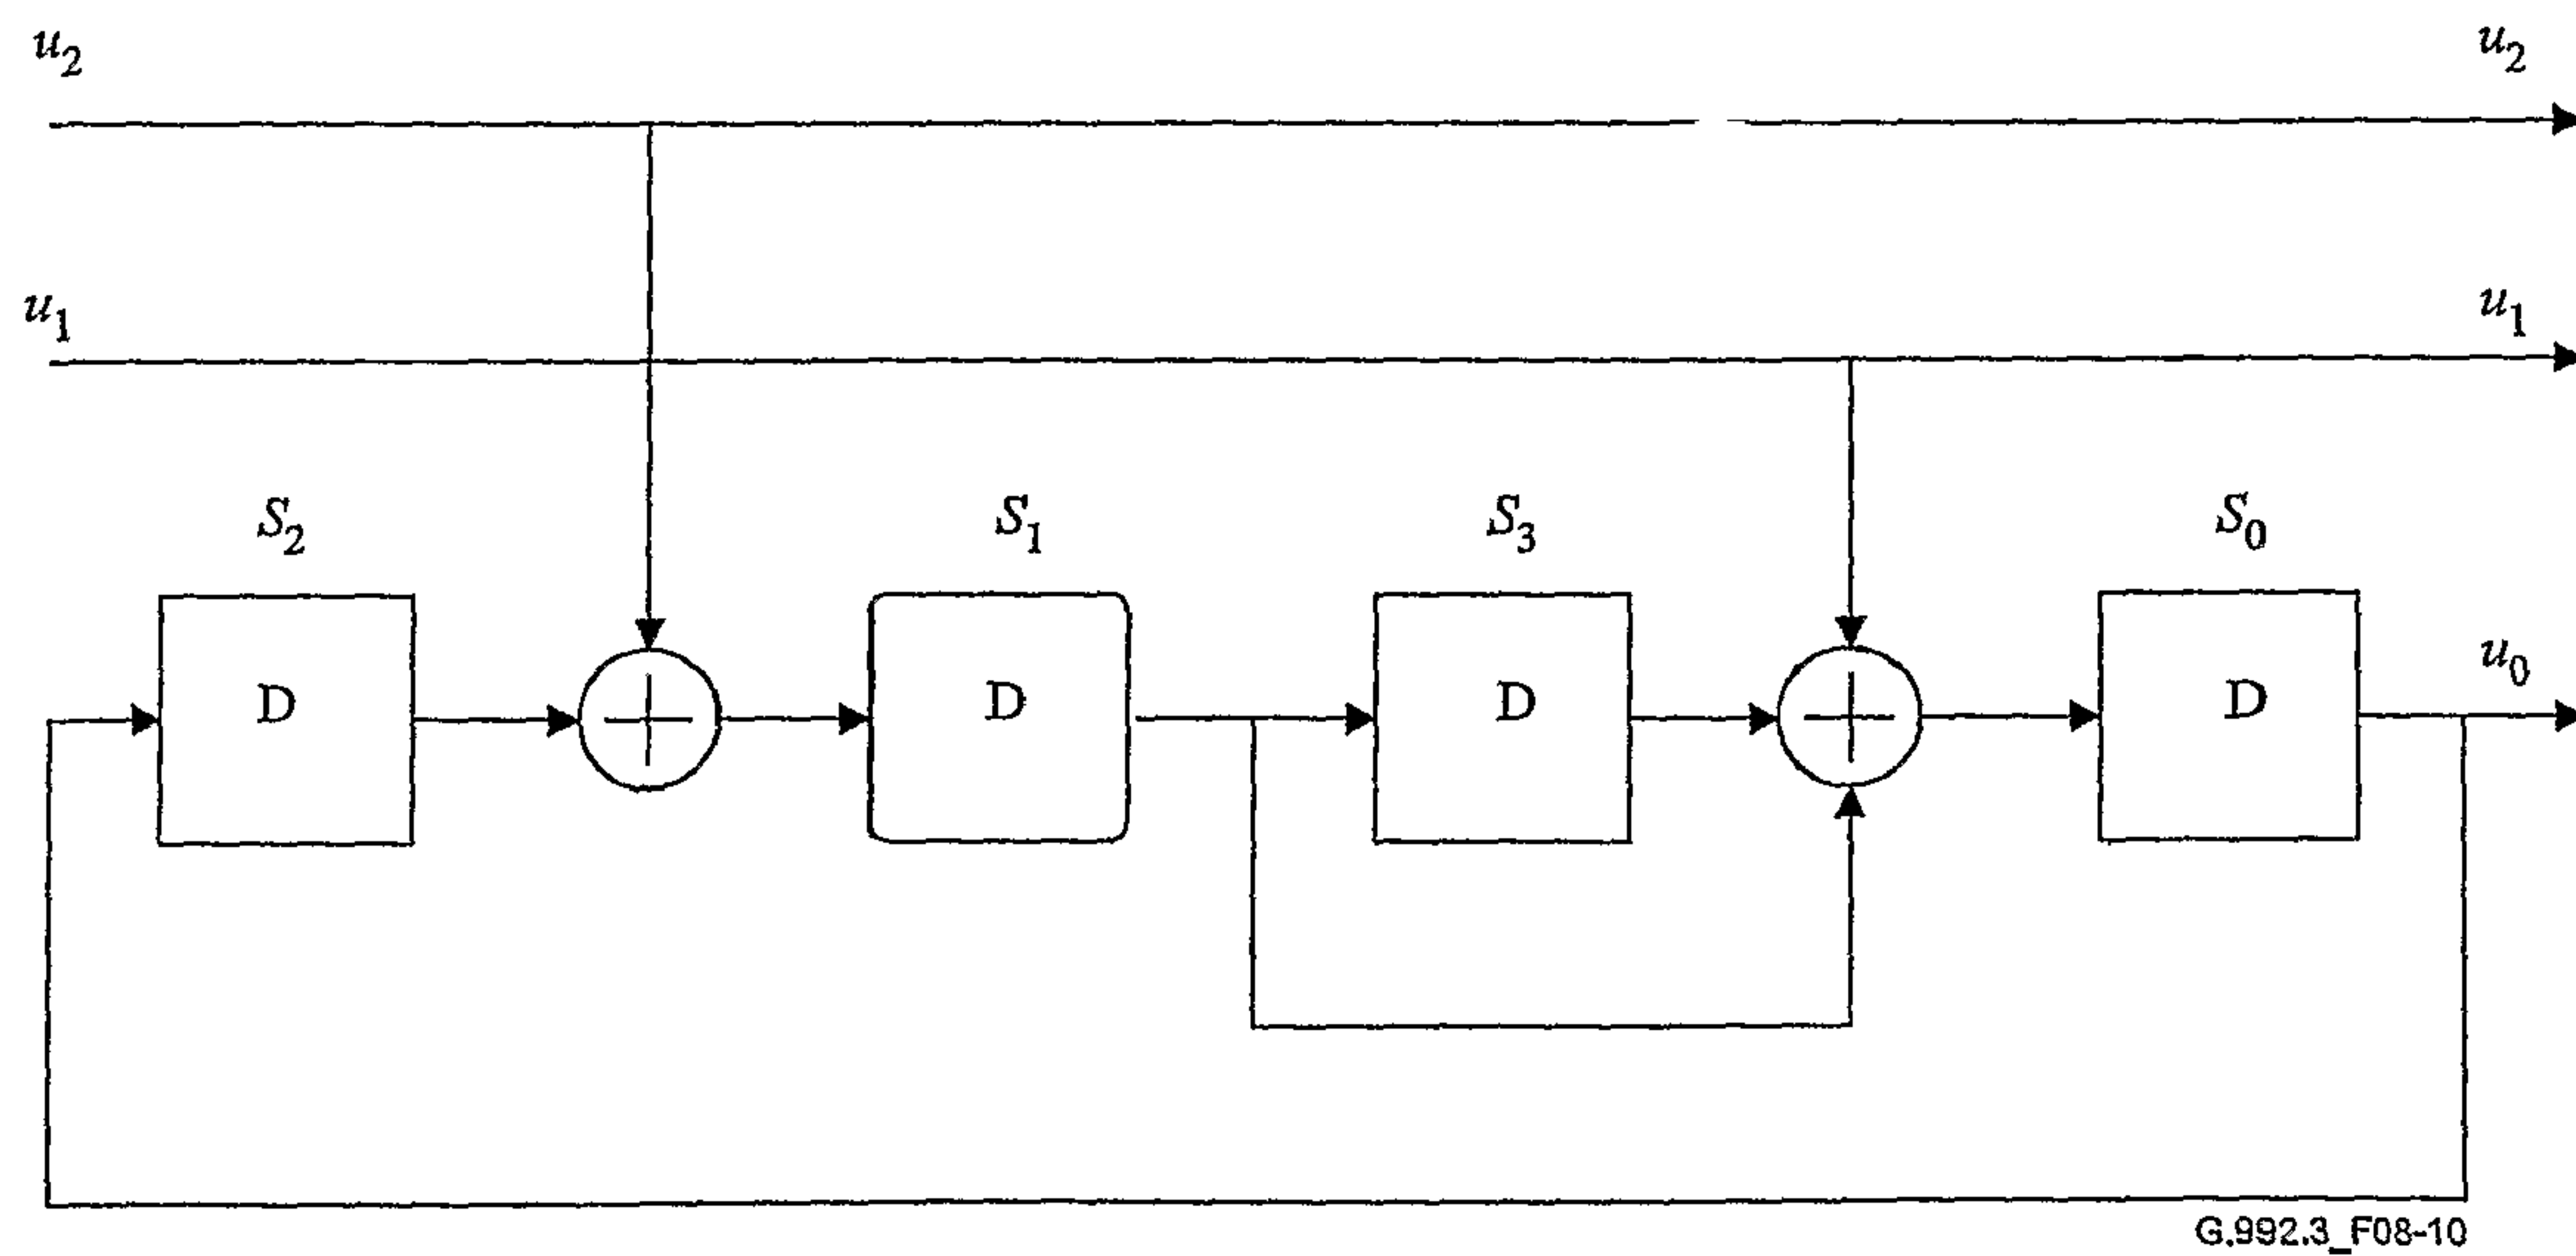 u₂ u₂
u₁ u₁
S₂ S₁ S₃ S₀
D D D D
u₀
G.992.3_F08-10